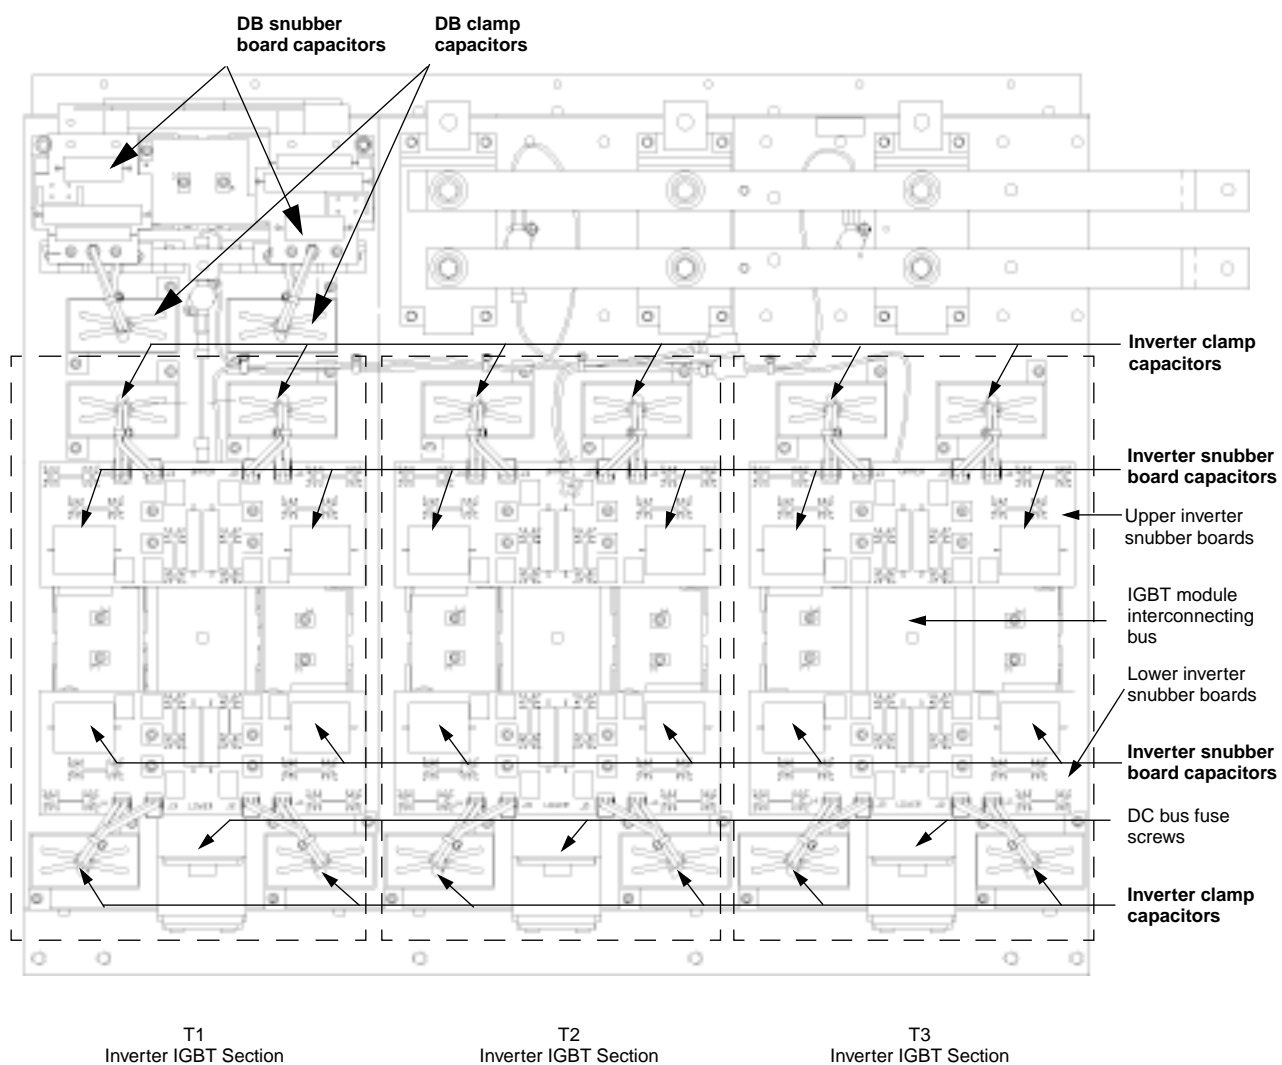 DB snubber
board capacitors
DB clamp
capacitors
Inverter clamp
capacitors
Inverter snubber
board capacitors
Upper inverter
snubber boards
IGBT module
interconnecting
bus
Lower inverter
snubber boards
Inverter snubber
board capacitors
DC bus fuse
screws
Inverter clamp
capacitors
T1
Inverter IGBT Section
T2
Inverter IGBT Section
T3
Inverter IGBT Section